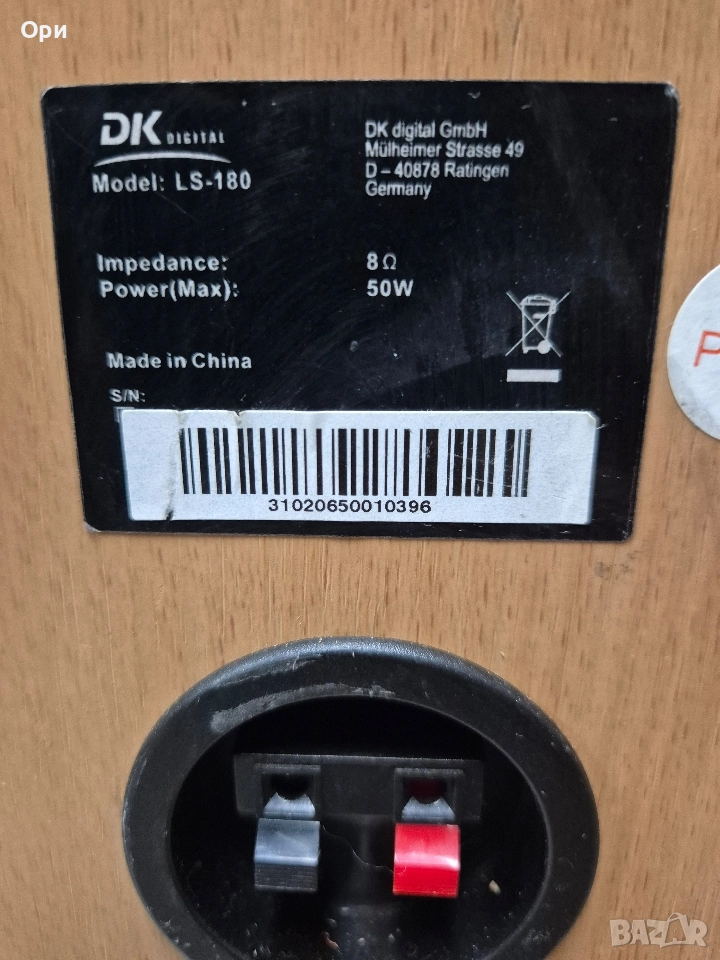 Ори
DK DIGITAL
Model: LS-180
DK digital GmbH
Mülheimer Strasse 49
D – 40878 Ratingen
Germany
Impedance: 8Ω
Power(Max): 50W
Made in China
S/N:
31020650010396
P
BAZAR